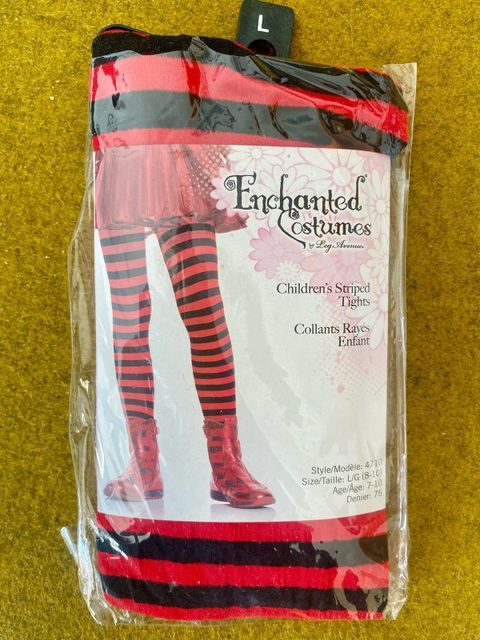 L
Enchanted
Costumes
by Leg Avenue
Children's Striped
Tights
Collants Rayés
Enfant
Style/Modèle: 4710
Size/Taille: L/G (8-10)
Age/Âge: 7-10
Denier: 75